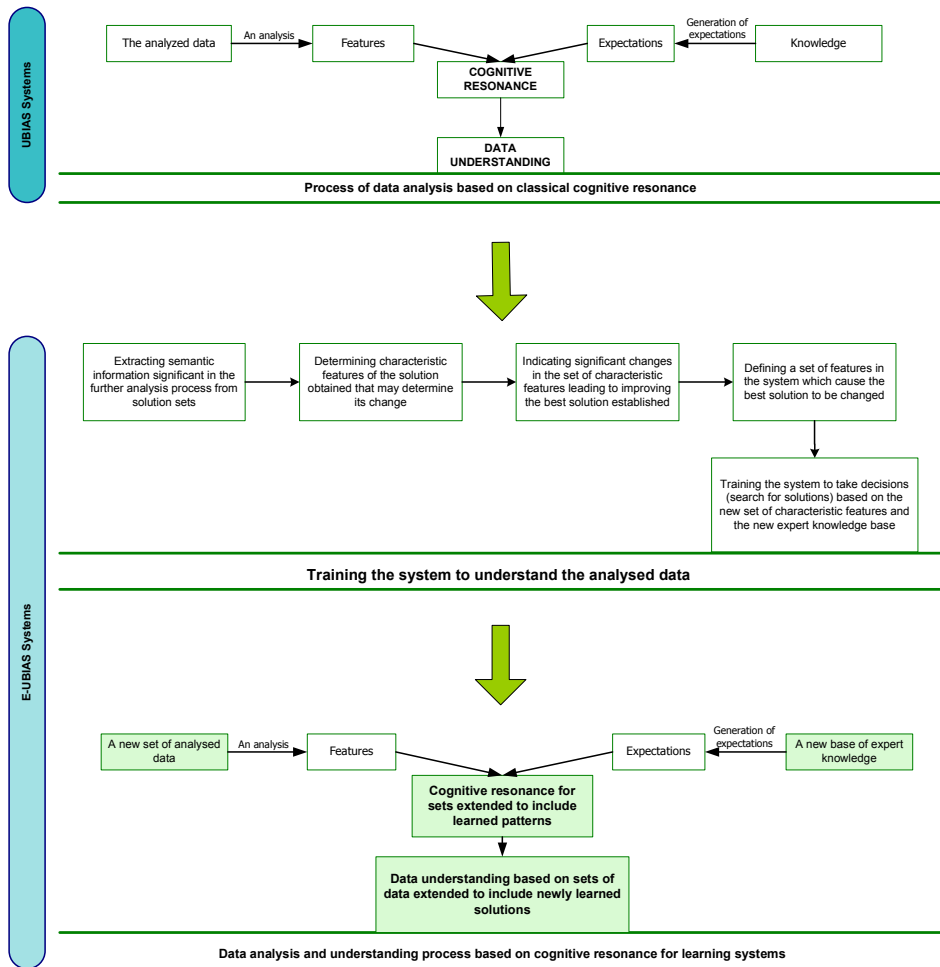 UBIAS Systems
The analyzed data
An analysis
Features
Expectations
Generation of
expectations
Knowledge
COGNITIVE
RESONANCE
DATA
UNDERSTANDING
Process of data analysis based on classical cognitive resonance
E-UBIAS Systems
Extracting semantic
information significant in the
further analysis process from
solution sets
Determining characteristic
features of the solution
obtained that may determine
its change
Indicating significant changes
in the set of characteristic
features leading to improving
the best solution established
Defining a set of features in
the system which cause the
best solution to be changed
Training the system to take decisions
(search for solutions) based on the
new set of characteristic features and
the new expert knowledge base
Training the system to understand the analysed data
A new set of analysed
data
An analysis
Features
Expectations
Generation of
expectations
A new base of expert
knowledge
Cognitive resonance for
sets extended to include
learned patterns
Data understanding based on sets of
data extended to include newly learned
solutions
Data analysis and understanding process based on cognitive resonance for learning systems